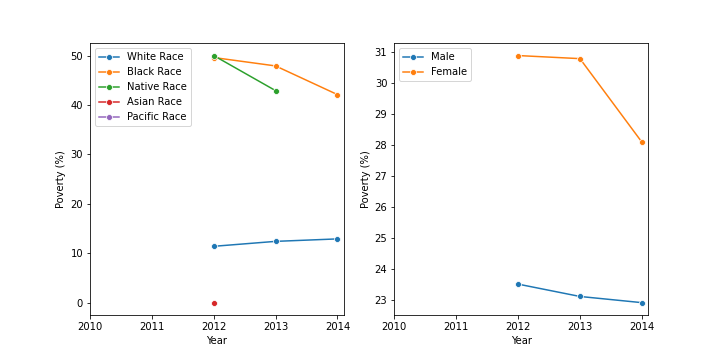 White Race
Black Race
Native Race
Asian Race
Pacific Race
50
40
30
20
10
0
Poverty (%)
2010 2011 2012 2013 2014
Year
Male
Female
31
30
29
28
27
26
25
24
23
Poverty (%)
2010 2011 2012 2013 2014
Year